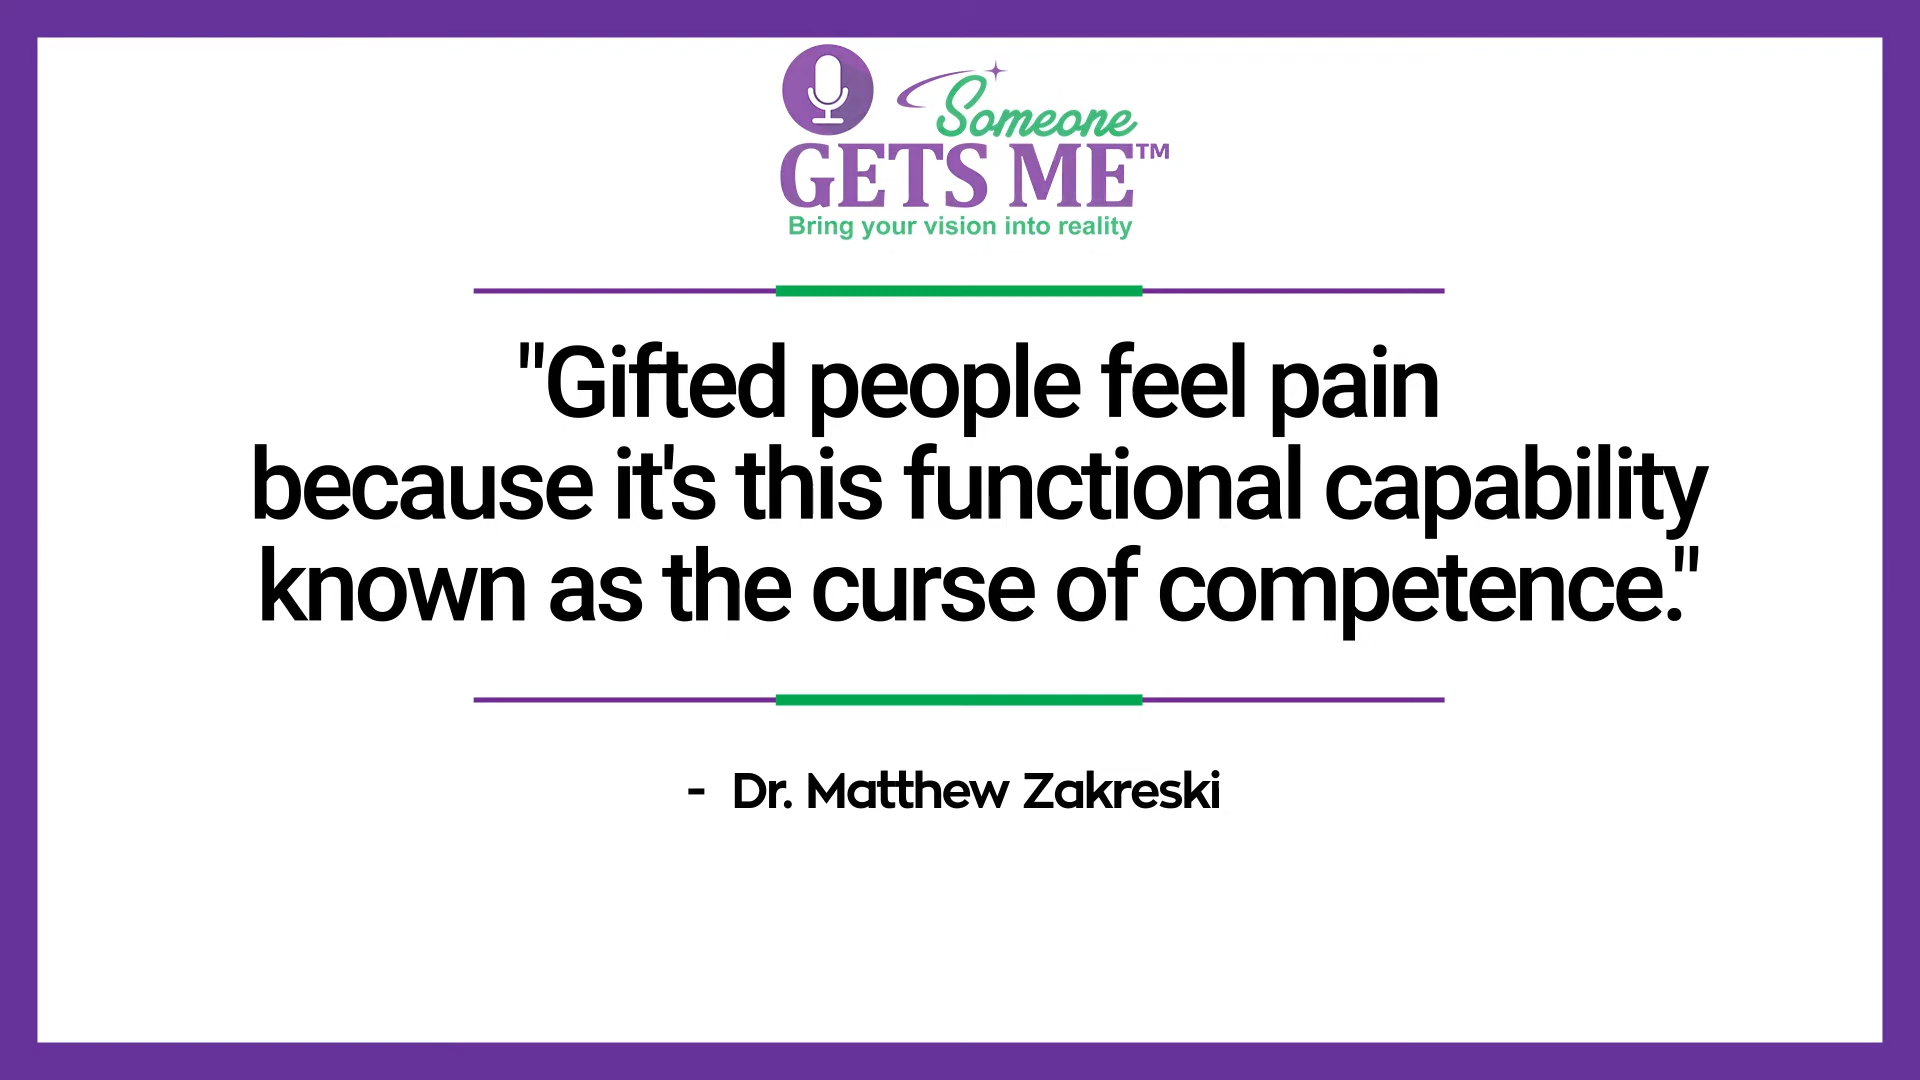 Someone
GETS ME™
Bring your vision into reality
"Gifted people feel pain
because it's this functional capability
known as the curse of competence."
- Dr. Matthew Zakreski